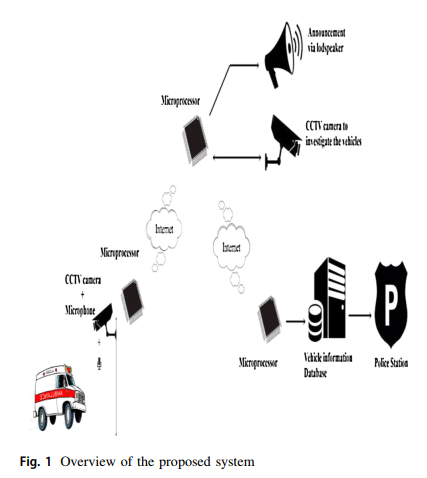 Announcement
via lodspeaker
Microprocessor
CCTV camera to
investigate the vehicles
Internet
Internet
Microprocessor
CCTV camera
+
Microphone
+
Microprocessor
Vehicle information
Database
P
Police Station
Fig. 1 Overview of the proposed system